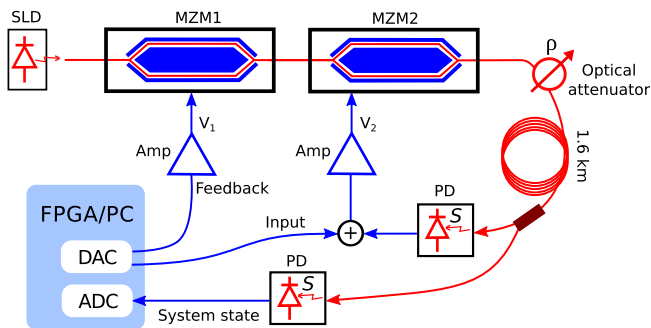 SLD
MZM1
MZM2
ρ
Optical
attenuator
V1
V2
Amp
Amp
1.6 km
Feedback
FPGA/PC
Input
PD
S
+
DAC
PD
S
ADC
System state